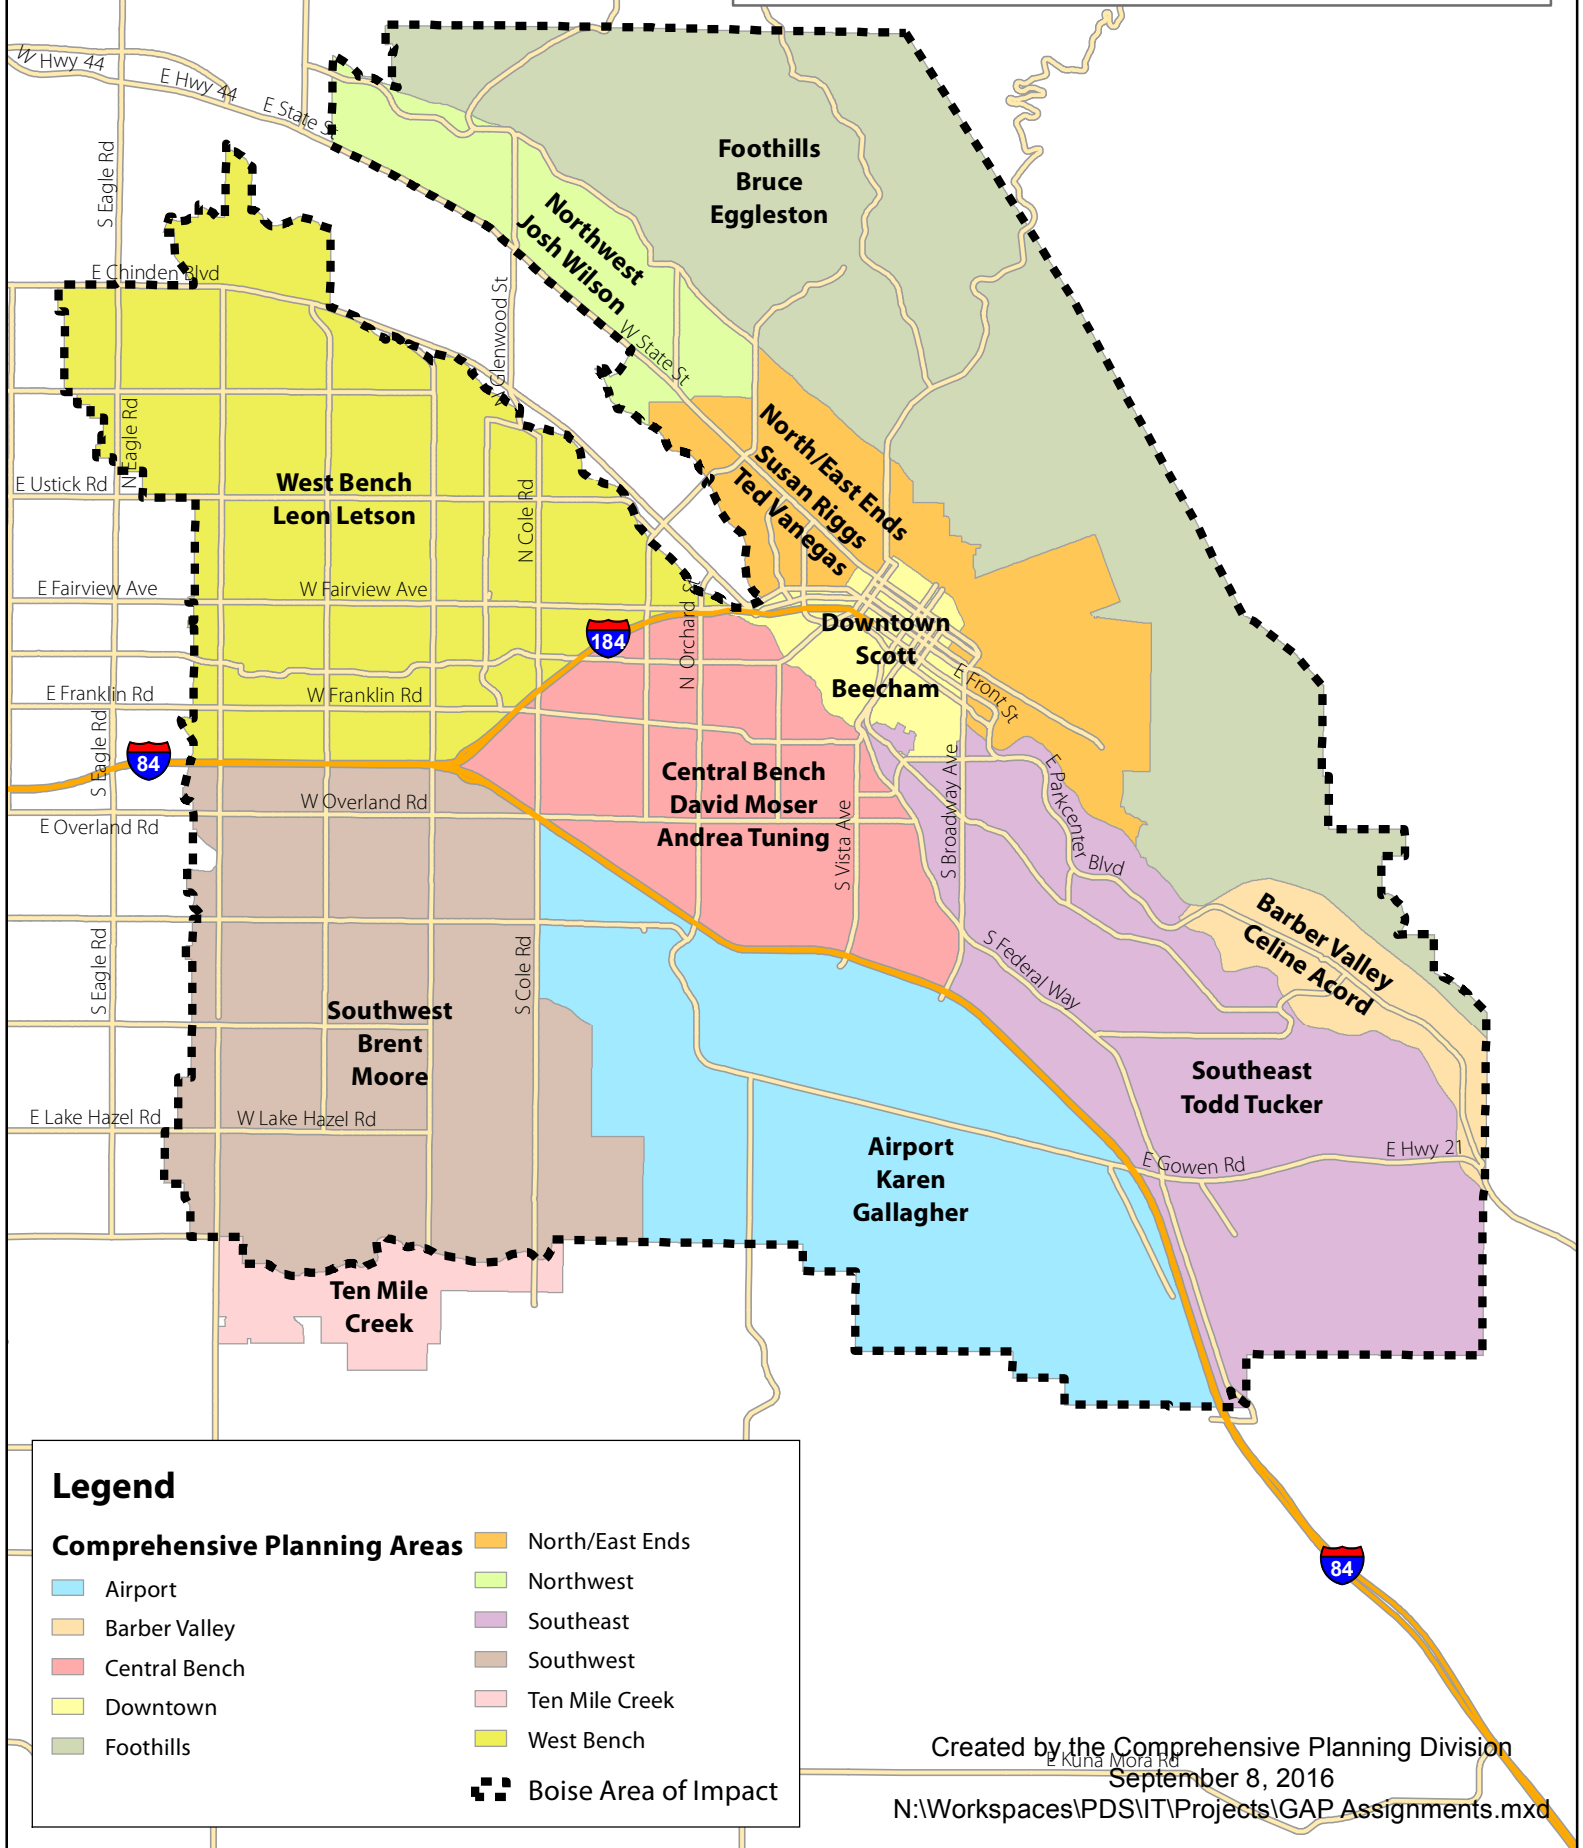 W Hwy 44
E Hwy 44
E State St
S Eagle Rd
Foothills
Bruce
Eggleston
Northwest
Josh Wilson
E Chinden Blvd
N Glenwood St
W State St
N Eagle Rd
North/East Ends
Susan Riggs
Ted Vanegas
E Ustick Rd
West Bench
Leon Letson
N Cole Rd
E Fairview Ave
W Fairview Ave
N Orchard St
184
Downtown
Scott
Beecham
E Franklin Rd
W Franklin Rd
E Front St
S Eagle Rd
84
Central Bench
David Moser
Andrea Tuning
W Overland Rd
E Overland Rd
S Vista Ave
S Broadway Ave
E Parkcenter Blvd
Barber Valley
Celine Acord
S Eagle Rd
S Cole Rd
S Federal Way
Southwest
Brent
Moore
Southeast
Todd Tucker
E Lake Hazel Rd
W Lake Hazel Rd
Airport
Karen
Gallagher
E Gowen Rd
E Hwy 21
Ten Mile
Creek
Legend
Comprehensive Planning Areas
Airport
Barber Valley
Central Bench
Downtown
Foothills
North/East Ends
Northwest
Southeast
Southwest
Ten Mile Creek
West Bench
Boise Area of Impact
84
E Kuna Mora Rd
Created by the Comprehensive Planning Division
September 8, 2016
N:\Workspaces\PDS\IT\Projects\GAP Assignments.mxd